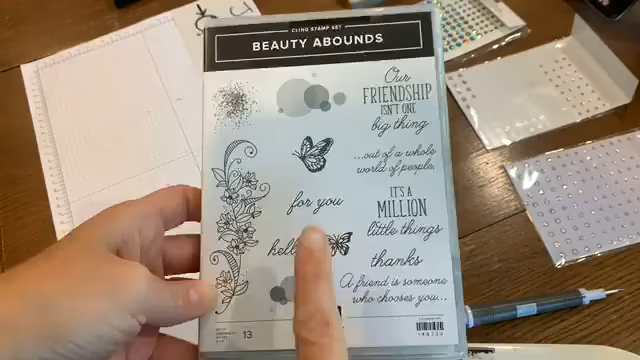 CLING STAMP SET
BEAUTY ABOUNDS
Our
FRIENDSHIP
ISN'T ONE
big thing
...out of a whole
world of people,
for you
IT'S A
MILLION
little things
thanks
A friend is someone
who chooses you...
13